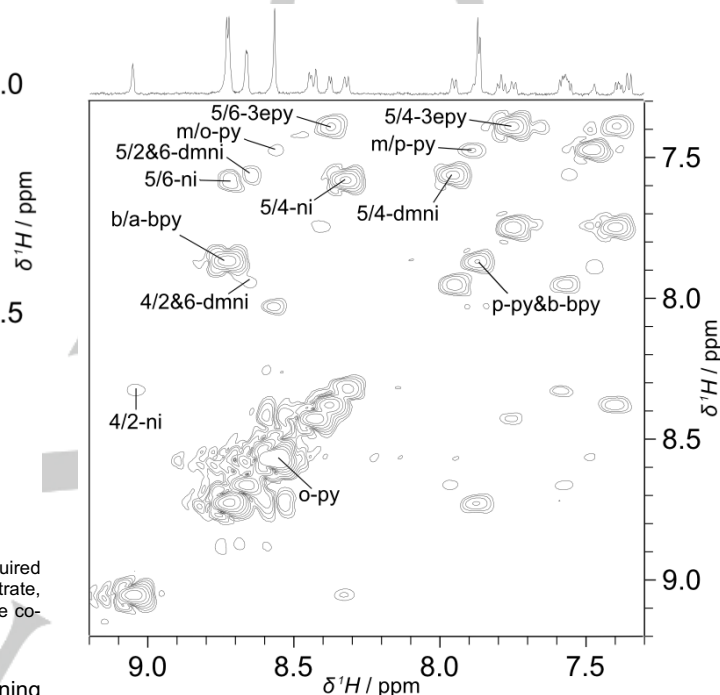 .0
.5
δ¹H / ppm
5/6-3epy
m/o-py
5/2&6-dmni
5/6-ni
b/a-bpy
4/2&6-dmni
4/2-ni
5/4-3epy
m/p-py
5/4-ni
5/4-dmni
p-py&b-bpy
o-py
7.5
8.0
8.5
9.0
δ¹H / ppm
9.0
8.5
8.0
7.5
δ¹H / ppm
uired
trate,
e co-
ning